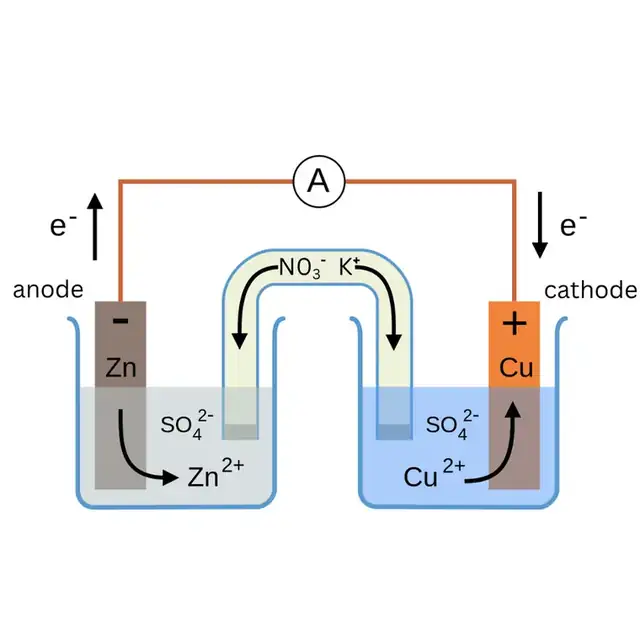 A
e⁻
e⁻
NO₃⁻ K⁺
anode
cathode
-
+
Zn
Cu
SO₄²⁻
SO₄²⁻
Zn²⁺
Cu²⁺